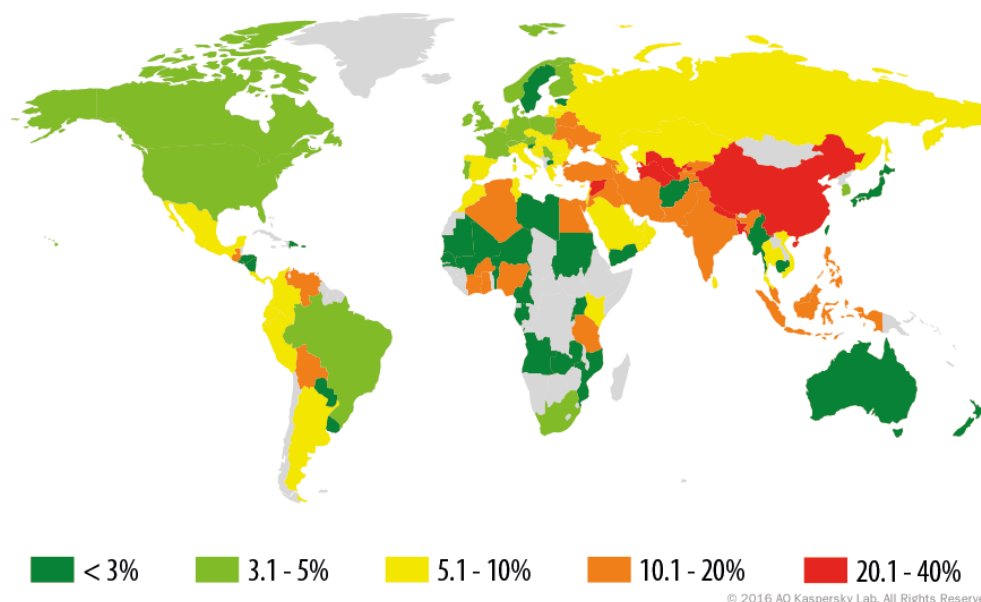 < 3% 3.1 - 5% 5.1 - 10% 10.1 - 20% 20.1 - 40%
© 2016 AO Kaspersky Lab. All Rights Reserve